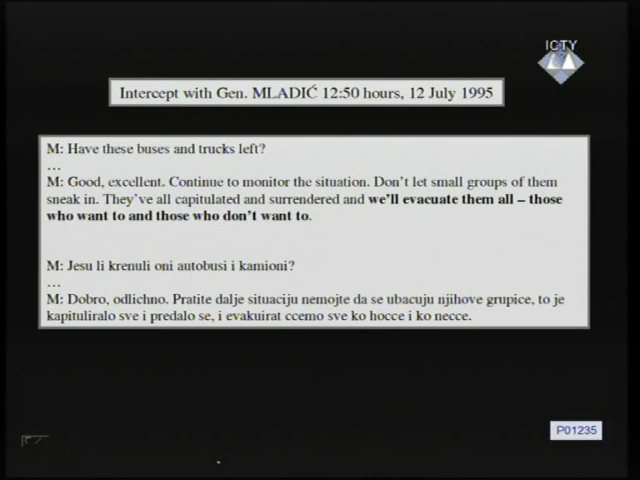 ICTY
Intercept with Gen. MLADIĆ 12:50 hours, 12 July 1995
M: Have these buses and trucks left?
…
M: Good, excellent. Continue to monitor the situation. Don't let small groups of them
sneak in. They've all capitulated and surrendered and we'll evacuate them all – those
who want to and those who don't want to.
M: Jesu li krenuli oni autobusi i kamioni?
…
M: Dobro, odlichno. Pratite dalje situaciju nemojte da se ubacuju njihove grupice, to je
kapituliralo sve i predalo se, i evakuirat ccemo sve ko hocce i ko necce.
P01235